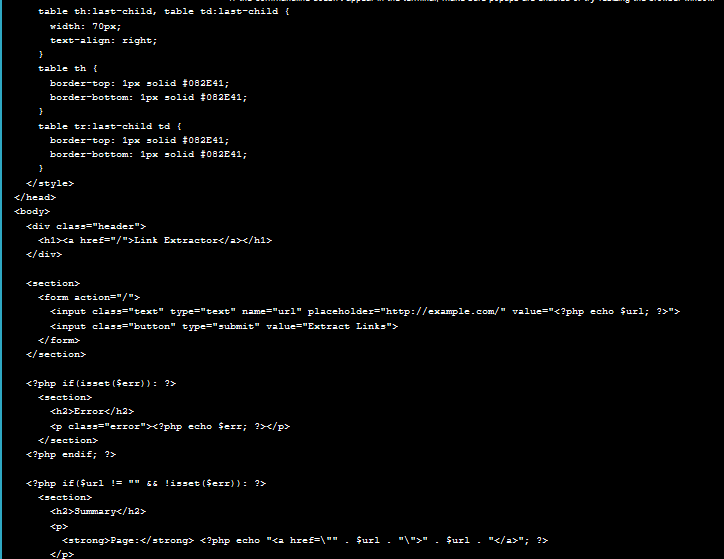 table th:last-child, table td:last-child {
width: 70px;
text-align: right;
}
table th {
border-top: 1px solid #082E41;
border-bottom: 1px solid #082E41;
}
table tr:last-child td {
border-top: 1px solid #082E41;
border-bottom: 1px solid #082E41;
}
</style>
</head>
<body>
<div class="header">
<h1><a href="/">Link Extractor</a></h1>
</div>
<section>
<form action="/">
<input class="text" type="text" name="url" placeholder="http://example.com/" value="<?php echo $url; ?>">
<input class="button" type="submit" value="Extract Links">
</form>
</section>
<?php if(isset($err)): ?>
<section>
<h2>Error</h2>
<p class="error"><?php echo $err; ?></p>
</section>
<?php endif; ?>
<?php if($url != "" && !isset($err)): ?>
<section>
<h2>Summary</h2>
<p>
<strong>Page:</strong> <?php echo "<a href=\"" . $url . "\">" . $url . "</a>"; ?>
</p>